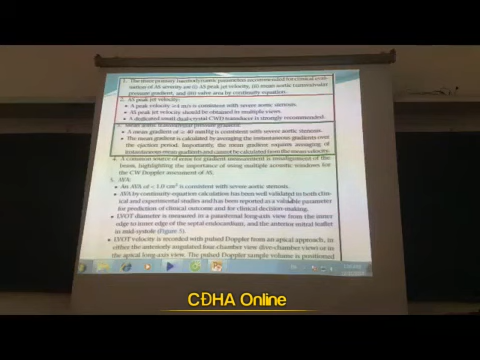 1. The three primary haemodynamic parameters recommended for clinical eval-
uation of AS severity are (i) AS peak jet velocity, (ii) mean aortic transvalvular
pressure gradient, and (iii) valve area by continuity equation.
2. AS peak jet velocity:
• A peak velocity >4 m/s is consistent with severe aortic stenosis.
• AS peak jet velocity should be obtained in multiple views.
• A dedicated small dual-crystal CWD transducer is strongly recommended.
3. Mean aortic transvalvular pressure gradient:
• A mean gradient of > 40 mmHg is consistent with severe aortic stenosis.
• The mean gradient is calculated by averaging the instantaneous gradients over
the ejection period. Importantly, the mean gradient requires averaging of
instantaneous mean gradients and cannot be calculated from the mean velocity.
4. A common source of error for gradient measurement is misalignment of the
beam, highlighting the importance of using multiple acoustic windows for
the CW Doppler assessment of AS.
5. AVA:
• An AVA of < 1.0 cm² is consistent with severe aortic stenosis.
• AVA by continuity-equation calculation has been well validated in both clin-
ical and experimental studies and has been reported as a valuable parameter
for prediction of clinical outcome and for clinical decision-making.
• LVOT diameter is measured in a parasternal long-axis view from the inner
edge to inner edge of the septal endocardium, and the anterior mitral leaflet
in mid-systole (Figure 5).
• LVOT velocity is recorded with pulsed Doppler from an apical approach, in
either the anteriorly angulated four-chamber view (five-chamber view) or in
the apical long-axis view. The pulsed Doppler sample volume is positioned
CĐHA Online